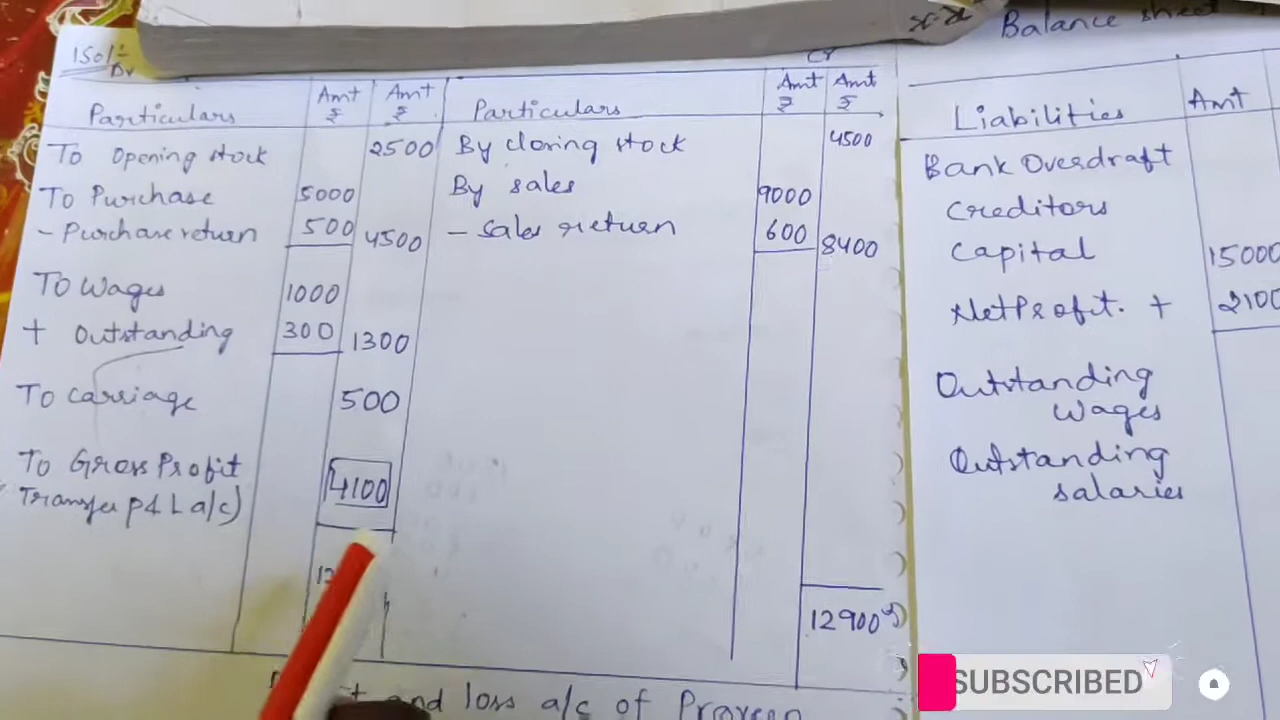 150/-
Dr
Cr
Particulars Amt ₹ Amt ₹ Particulars Amt ₹ Amt ₹
To Opening stock 2500 By closing stock 4500
To Purchase 5000 By sales 9000
- Purchase return 500 4500 - Sales return 600 8400
To Wages 1000
+ Outstanding 300 1300
To carriage 500
To Gross Profit
Transfer P & L a/c) 4100
12900
and loss a/c of Praveen
Balance sheet
Liabilities Amt
Bank Overdraft
Creditors
Capital 15000
Net Profit. + 2100
Outstanding
Wages
Outstanding
salaries
SUBSCRIBED